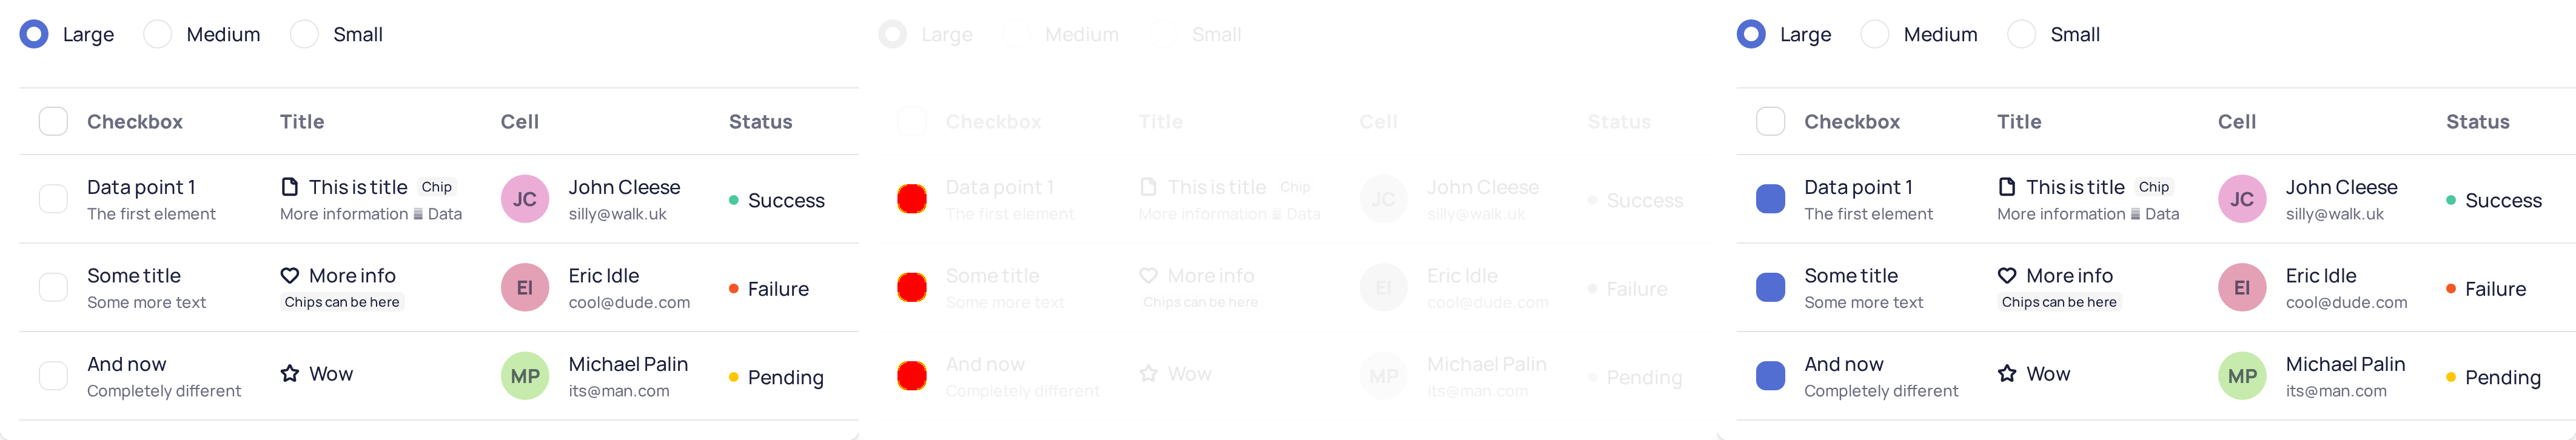 Large Medium Small
Checkbox Title Cell Status
Data point 1 This is title Chip JC John Cleese Success
The first element More information Data silly@walk.uk
Some title More info EI Eric Idle Failure
Some more text Chips can be here cool@dude.com
And now Wow MP Michael Palin Pending
Completely different its@man.com
Large Medium Small
Checkbox Title Cell Status
Data point 1 This is title Chip JC John Cleese Success
The first element More information Data silly@walk.uk
Some title More info EI Eric Idle Failure
Some more text Chips can be here cool@dude.com
And now Wow MP Michael Palin Pending
Completely different its@man.com
Large Medium Small
Checkbox Title Cell Status
Data point 1 This is title Chip JC John Cleese Success
The first element More information Data silly@walk.uk
Some title More info EI Eric Idle Failure
Some more text Chips can be here cool@dude.com
And now Wow MP Michael Palin Pending
Completely different its@man.com